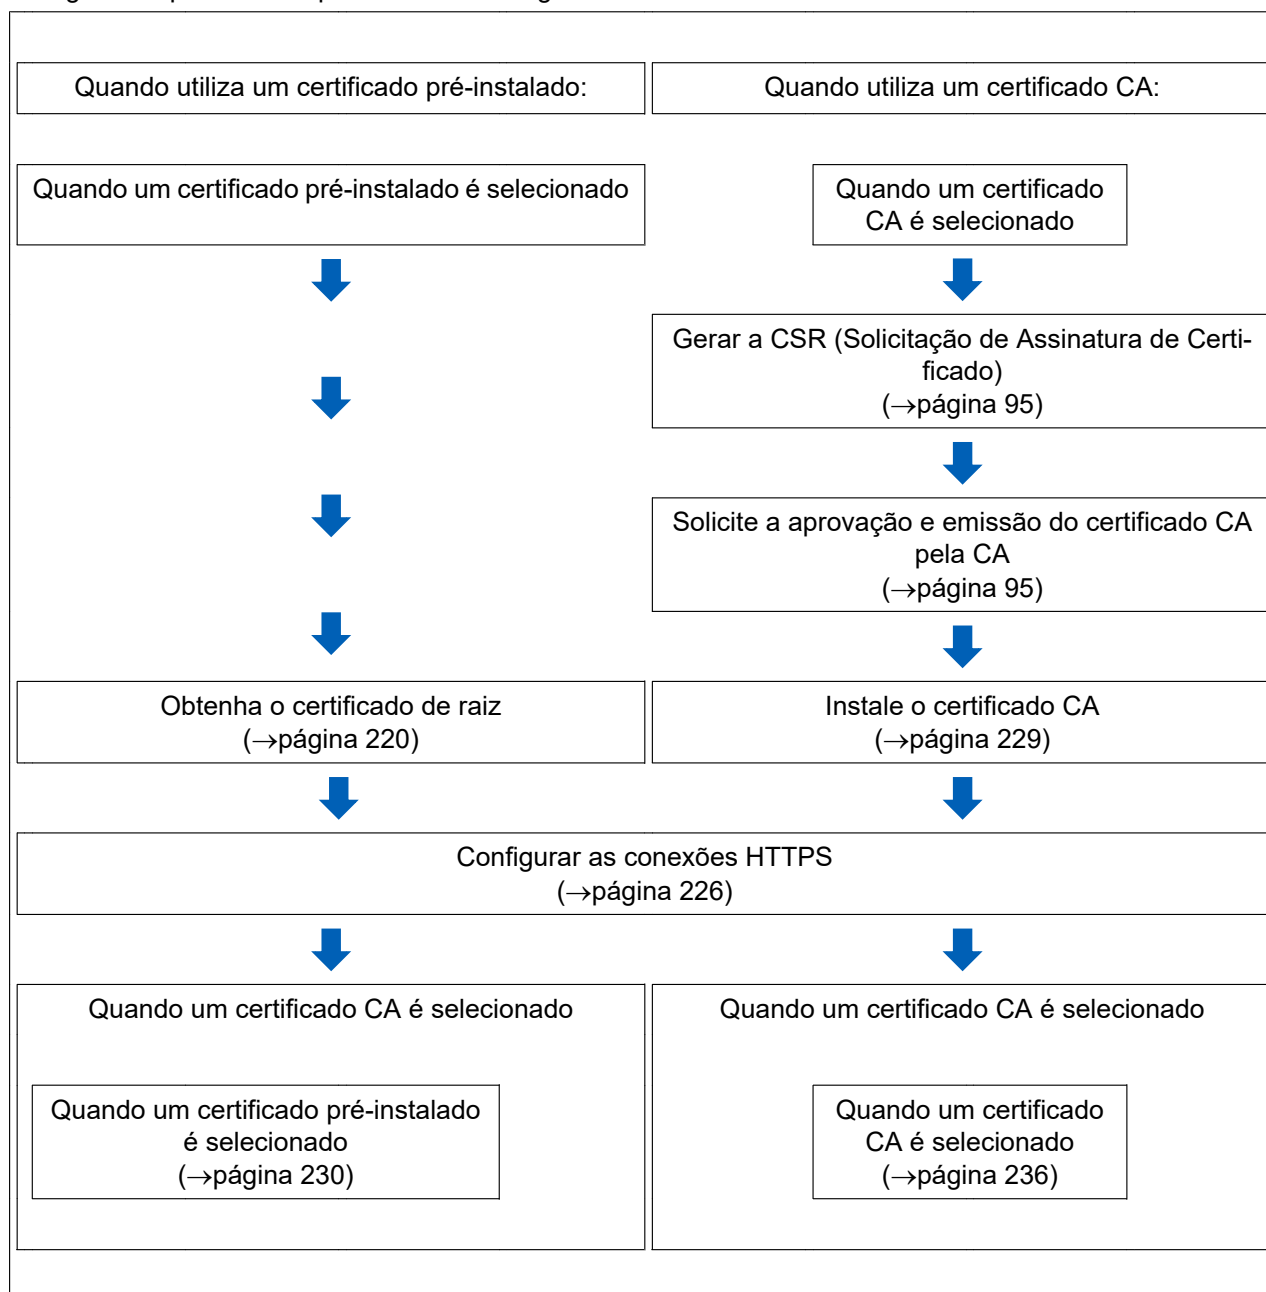 Quando utiliza um certificado pré-instalado:
Quando utiliza um certificado CA:
Quando um certificado pré-instalado é selecionado
Quando um certificado
CA é selecionado
Gerar a CSR (Solicitação de Assinatura de Certi-
ficado)
(→página 95)
Solicite a aprovação e emissão do certificado CA
pela CA
(→página 95)
Obtenha o certificado de raiz
(→página 220)
Instale o certificado CA
(→página 229)
Configurar as conexões HTTPS
(→página 226)
Quando um certificado CA é selecionado
Quando um certificado pré-instalado
é selecionado
(→página 230)
Quando um certificado CA é selecionado
Quando um certificado
CA é selecionado
(→página 236)